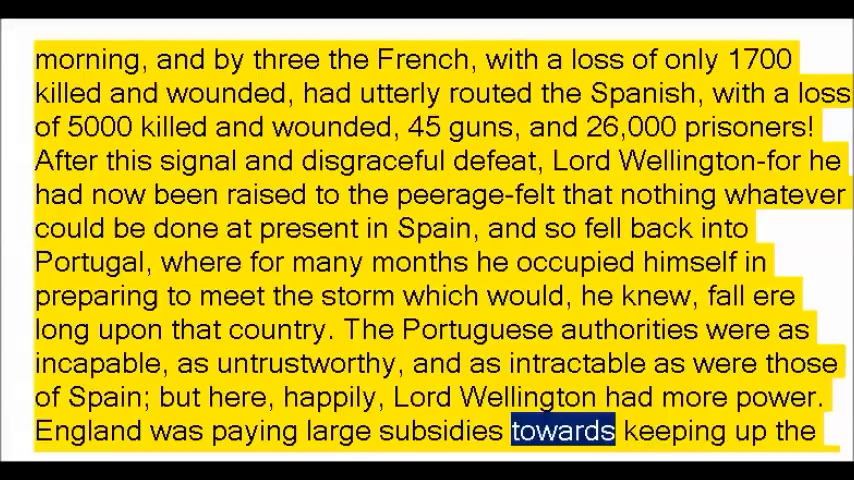 morning, and by three the French, with a loss of only 1700
killed and wounded, had utterly routed the Spanish, with a loss
of 5000 killed and wounded, 45 guns, and 26,000 prisoners!
After this signal and disgraceful defeat, Lord Wellington-for he
had now been raised to the peerage-felt that nothing whatever
could be done at present in Spain, and so fell back into
Portugal, where for many months he occupied himself in
preparing to meet the storm which would, he knew, fall ere
long upon that country. The Portuguese authorities were as
incapable, as untrustworthy, and as intractable as were those
of Spain; but here, happily, Lord Wellington had more power.
England was paying large subsidies towards keeping up the